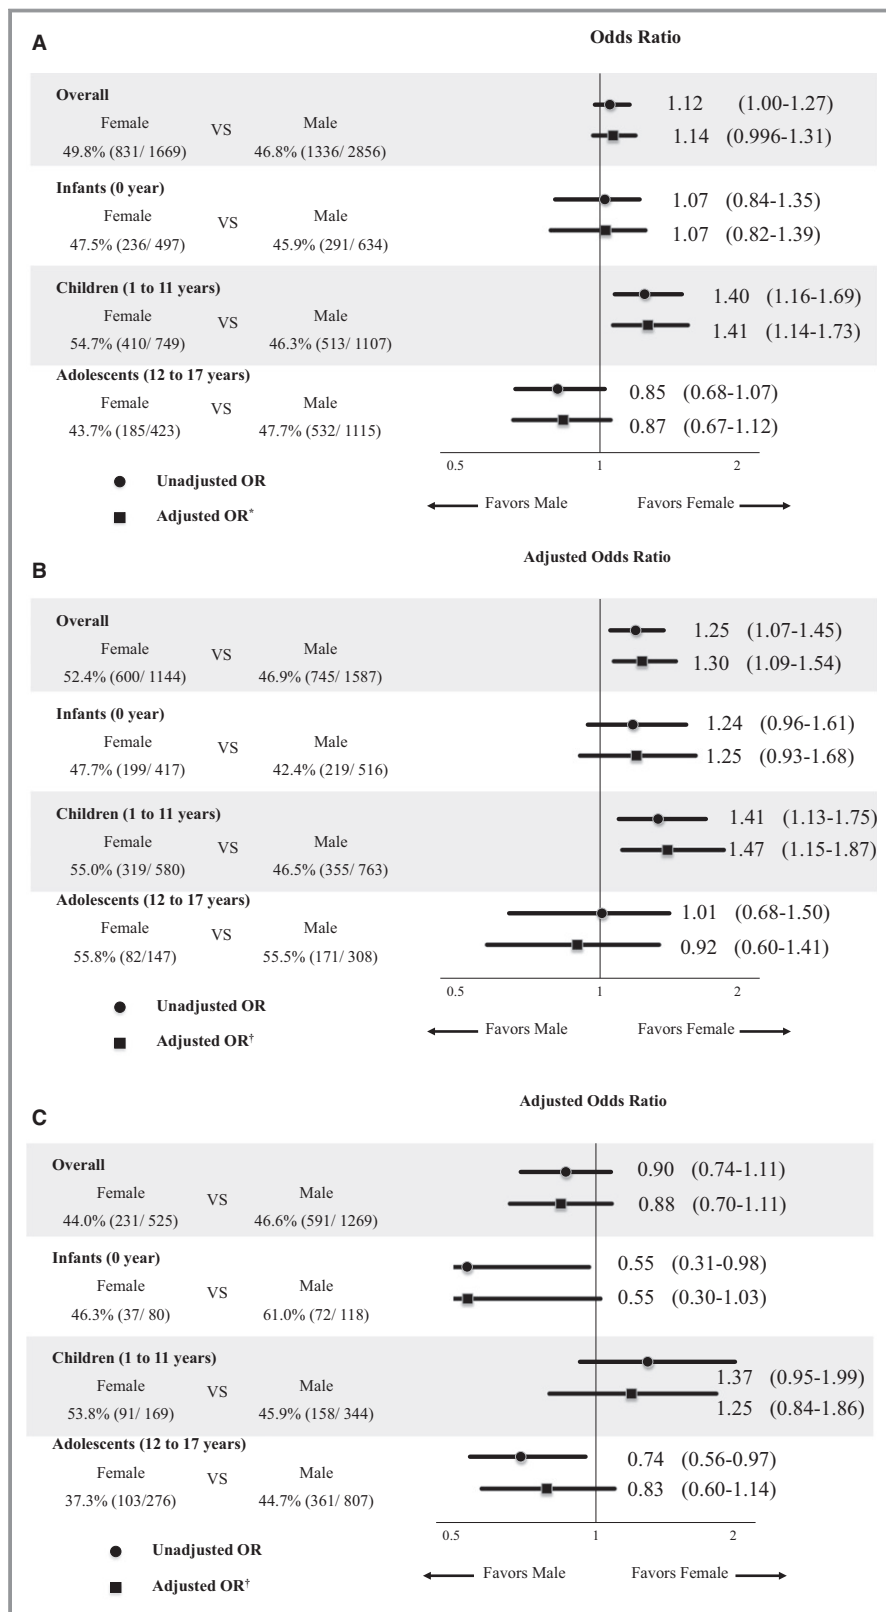 A
Odds Ratio
Overall
Female VS Male
49.8% (831/ 1669) 46.8% (1336/ 2856)
1.12 (1.00-1.27)
1.14 (0.996-1.31)
Infants (0 year)
Female VS Male
47.5% (236/ 497) 45.9% (291/ 634)
1.07 (0.84-1.35)
1.07 (0.82-1.39)
Children (1 to 11 years)
Female VS Male
54.7% (410/ 749) 46.3% (513/ 1107)
1.40 (1.16-1.69)
1.41 (1.14-1.73)
Adolescents (12 to 17 years)
Female VS Male
43.7% (185/423) 47.7% (532/ 1115)
0.85 (0.68-1.07)
0.87 (0.67-1.12)
0.5 1 2
Unadjusted OR
Adjusted OR*
Favors Male Favors Female
B
Adjusted Odds Ratio
Overall
Female VS Male
52.4% (600/ 1144) 46.9% (745/ 1587)
1.25 (1.07-1.45)
1.30 (1.09-1.54)
Infants (0 year)
Female VS Male
47.7% (199/ 417) 42.4% (219/ 516)
1.24 (0.96-1.61)
1.25 (0.93-1.68)
Children (1 to 11 years)
Female VS Male
55.0% (319/ 580) 46.5% (355/ 763)
1.41 (1.13-1.75)
1.47 (1.15-1.87)
Adolescents (12 to 17 years)
Female VS Male
55.8% (82/147) 55.5% (171/ 308)
1.01 (0.68-1.50)
0.92 (0.60-1.41)
0.5 1 2
Unadjusted OR
Adjusted OR†
Favors Male Favors Female
C
Adjusted Odds Ratio
Overall
Female VS Male
44.0% (231/ 525) 46.6% (591/ 1269)
0.90 (0.74-1.11)
0.88 (0.70-1.11)
Infants (0 year)
Female VS Male
46.3% (37/ 80) 61.0% (72/ 118)
0.55 (0.31-0.98)
0.55 (0.30-1.03)
Children (1 to 11 years)
Female VS Male
53.8% (91/ 169) 45.9% (158/ 344)
1.37 (0.95-1.99)
1.25 (0.84-1.86)
Adolescents (12 to 17 years)
Female VS Male
37.3% (103/276) 44.7% (361/ 807)
0.74 (0.56-0.97)
0.83 (0.60-1.14)
0.5 1 2
Unadjusted OR
Adjusted OR†
Favors Male Favors Female